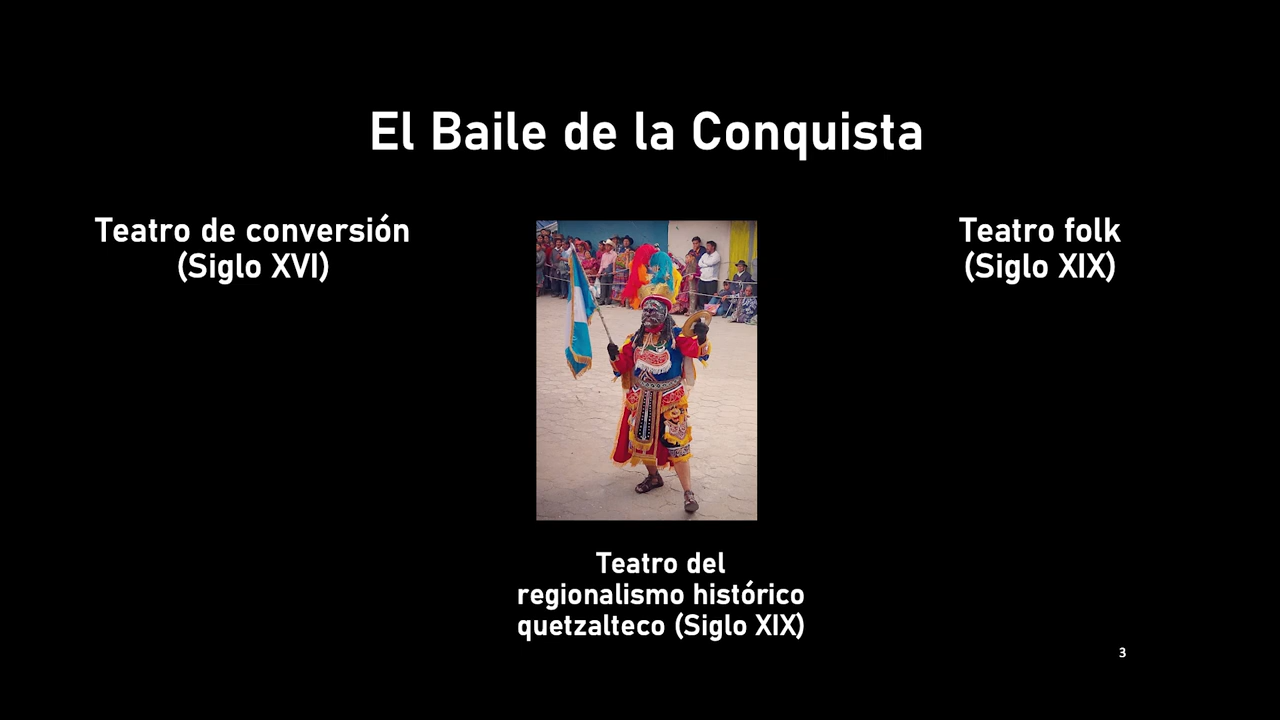 El Baile de la Conquista
Teatro de conversión
(Siglo XVI)
Teatro folk
(Siglo XIX)
Teatro del
regionalismo histórico
quetzalteco (Siglo XIX)
3